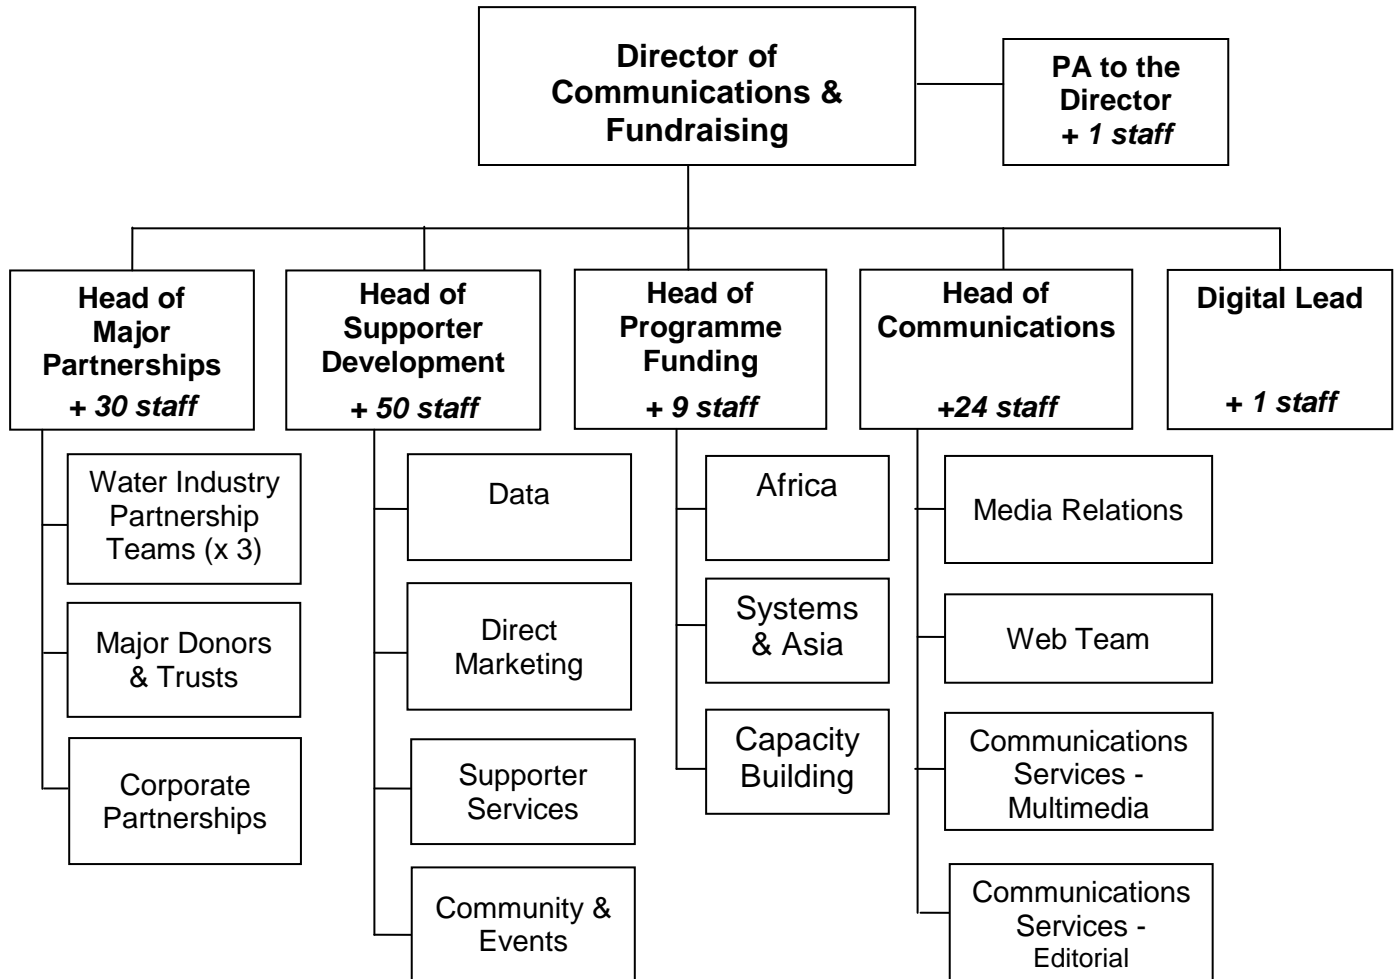 Director of
Communications &
Fundraising
PA to the
Director
+ 1 staff
Head of
Major
Partnerships
+ 30 staff
Head of
Supporter
Development
+ 50 staff
Head of
Programme
Funding
+ 9 staff
Head of
Communications
+24 staff
Digital Lead
+ 1 staff
Water Industry
Partnership
Teams (x 3)
Major Donors
& Trusts
Corporate
Partnerships
Data
Direct
Marketing
Supporter
Services
Community &
Events
Africa
Systems
& Asia
Capacity
Building
Media Relations
Web Team
Communications
Services -
Multimedia
Communications
Services -
Editorial